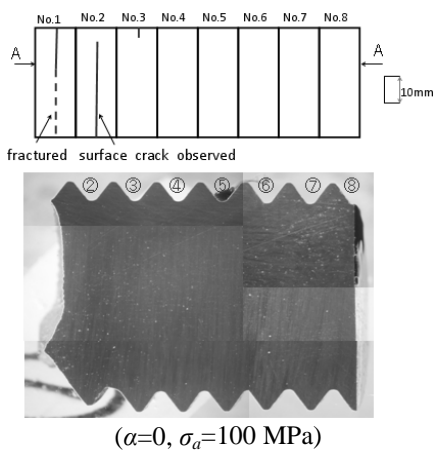 No.1 No.2 No.3 No.4 No.5 No.6 No.7 No.8
A A
10mm
fractured surface crack observed
② ③ ④ ⑤ ⑥ ⑦ ⑧
(α=0, σₐ=100 MPa)